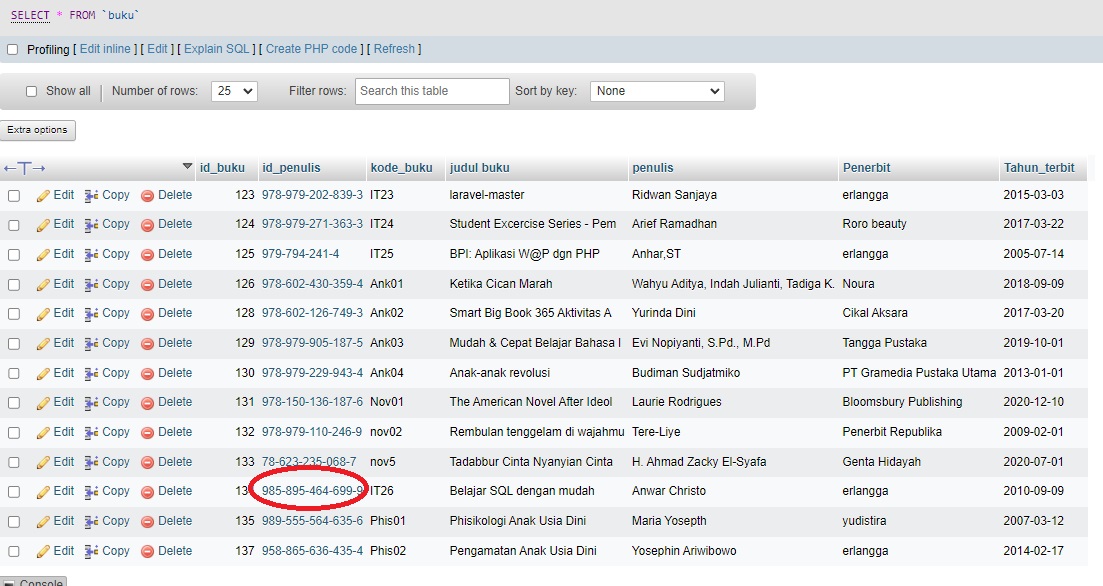 SELECT * FROM `buku`
Profiling [ Edit inline ] [ Edit ] [ Explain SQL ] [ Create PHP code ] [ Refresh ]
Show all | Number of rows: 25 Filter rows: Search this table Sort by key: None
Extra options
←T→ id_buku id_penulis kode_buku judul buku penulis Penerbit Tahun_terbit
Edit Copy Delete 123 978-979-202-839-3 IT23 laravel-master Ridwan Sanjaya erlangga 2015-03-03
Edit Copy Delete 124 978-979-271-363-3 IT24 Student Excercise Series - Pem Arief Ramadhan Roro beauty 2017-03-22
Edit Copy Delete 125 979-794-241-4 IT25 BPI: Aplikasi W@P dgn PHP Anhar,ST erlangga 2005-07-14
Edit Copy Delete 126 978-602-430-359-4 Ank01 Ketika Cican Marah Wahyu Aditya, Indah Julianti, Tadiga K. Noura 2018-09-09
Edit Copy Delete 128 978-602-126-749-3 Ank02 Smart Big Book 365 Aktivitas A Yurinda Dini Cikal Aksara 2017-03-20
Edit Copy Delete 129 978-979-905-187-5 Ank03 Mudah & Cepat Belajar Bahasa I Evi Nopiyanti, S.Pd., M.Pd Tangga Pustaka 2019-10-01
Edit Copy Delete 130 978-979-229-943-4 Ank04 Anak-anak revolusi Budiman Sudjatmiko PT Gramedia Pustaka Utama 2013-01-01
Edit Copy Delete 131 978-150-136-187-6 Nov01 The American Novel After Ideol Laurie Rodrigues Bloomsbury Publishing 2020-12-10
Edit Copy Delete 132 978-979-110-246-9 nov02 Rembulan tenggelam di wajahmu Tere-Liye Penerbit Republika 2009-02-01
Edit Copy Delete 133 78-623-235-068-7 nov5 Tadabbur Cinta Nyanyian Cinta H. Ahmad Zacky El-Syafa Genta Hidayah 2020-07-01
Edit Copy Delete 985-895-464-699-9 IT26 Belajar SQL dengan mudah Anwar Christo erlangga 2010-09-09
Edit Copy Delete 135 989-555-564-635-6 Phis01 Phisikologi Anak Usia Dini Maria Yosepth yudistira 2007-03-12
Edit Copy Delete 137 958-865-636-435-4 Phis02 Pengamatan Anak Usia Dini Yosephin Ariwibowo erlangga 2014-02-17
Console